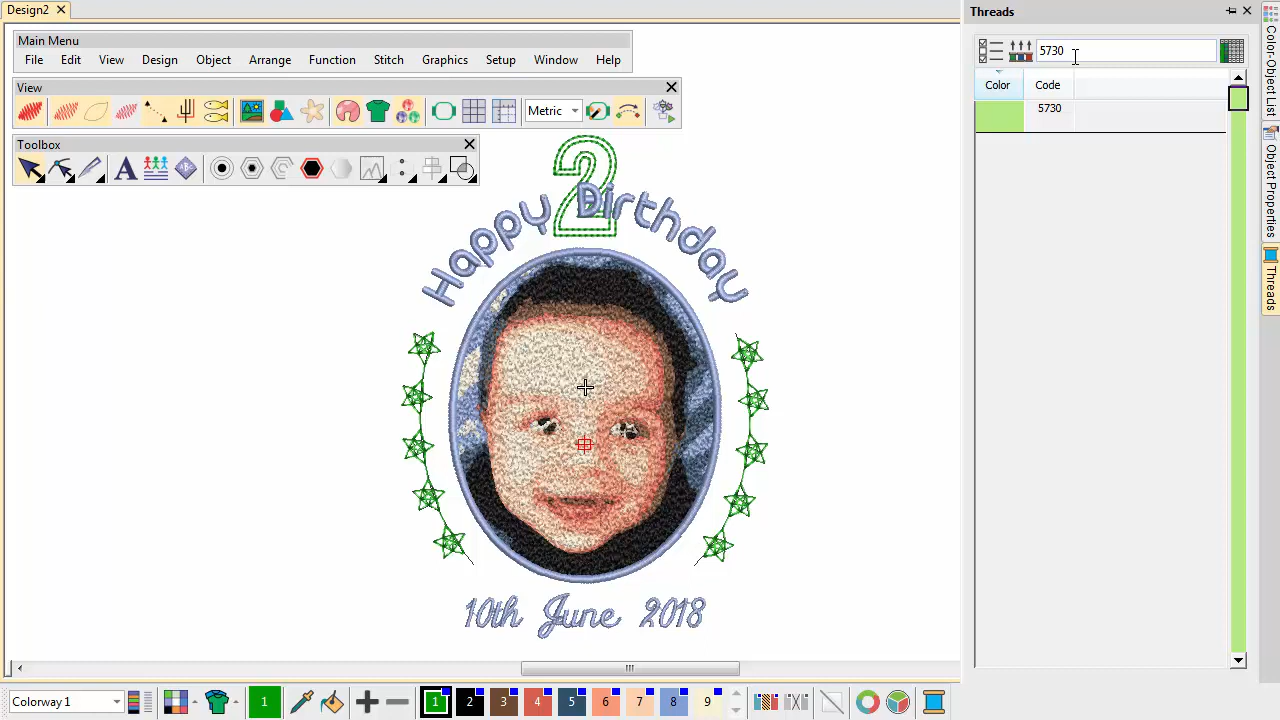 Design2
Threads
Main Menu
File Edit View Design Object Arrange Function Stitch Graphics Setup Window Help
View
Metric
Toolbox
5730
Color Code
5730
Color-Object List
Object Properties
Threads
2
Happy Birthday
10th June 2018
Colorway 1
1 1 2 3 4 5 6 7 8 9